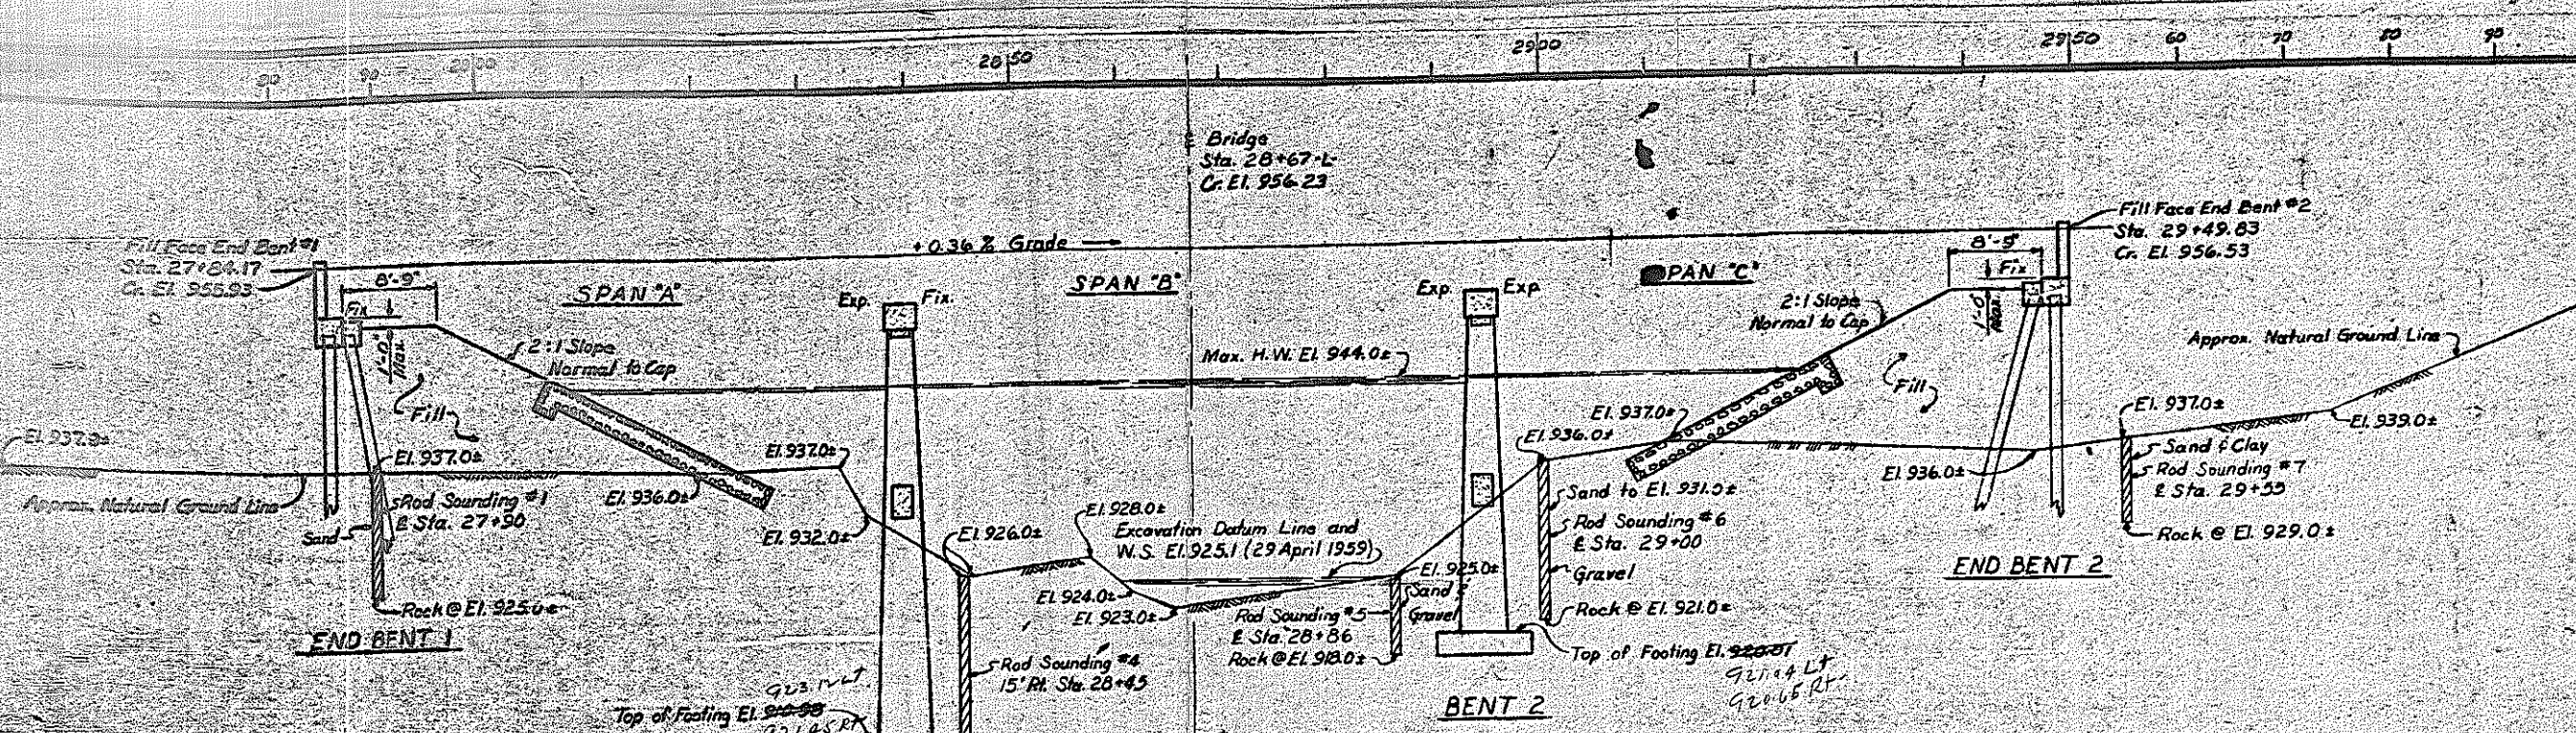 28+50
29+00
29+50
60
70
80
90
Bridge
Sta. 28+67-L-
Gr. El. 956.23
Fill Face End Bent #1
Sta. 27+84.17
Gr. El. 955.93
+0.36 % Grade
Fill Face End Bent #2
Sta. 29+49.83
Gr. El. 956.53
8'-9"
Fix
1'-0"
Max.
SPAN "A"
Exp.
Fix.
SPAN "B"
Exp.
Exp.
PAN "C"
8'-9"
Fix
1'-0"
Max.
2:1 Slope
Normal to Cap
2:1 Slope
Normal to Cap
Max. H.W. El. 944.0±
Approx. Natural Ground Line
Fill
Fill
El. 937.0±
El. 936.0±
El. 937.0±
El. 939.0±
El. 937.0±
El. 937.0±
Approx. Natural Ground Line
Rod Sounding #1
℄ Sta. 27+90
Sand
Rock @ El. 925.0±
END BENT 1
El. 936.0±
El. 932.0±
El. 926.0±
El. 928.0±
Excavation Datum Line and
W.S. El. 925.1 (29 April 1959)
El. 924.0±
El. 923.0±
Rod Sounding #5
℄ Sta. 28+86
Rock @ El. 918.0±
El. 925.0±
Sand &
Gravel
Sand to El. 931.0±
Rod Sounding #6
℄ Sta. 29+00
Gravel
Rock @ El. 921.0±
El. 936.0±
Sand & Clay
Rod Sounding #7
℄ Sta. 29+55
Rock @ El. 929.0±
END BENT 2
Rod Sounding #4
15' Rt. Sta. 28+45
Top of Footing El.
Top of Footing El.
921.94 Lt
920.65 Rt
BENT 2